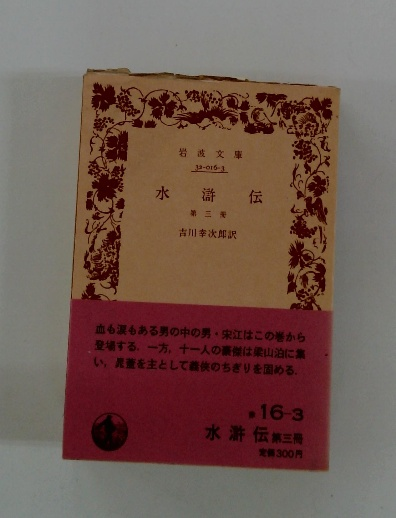 岩波文庫
32-016-3
水滸伝
第三冊
吉川幸次郎訳
血も涙もある男の中の男・宋江はこの巻から
登場する。一方、十一人の豪傑は梁山泊に集
い、晁蓋を主として義俠のちぎりを固める。
赤 16-3
水滸伝 第三冊
定価300円